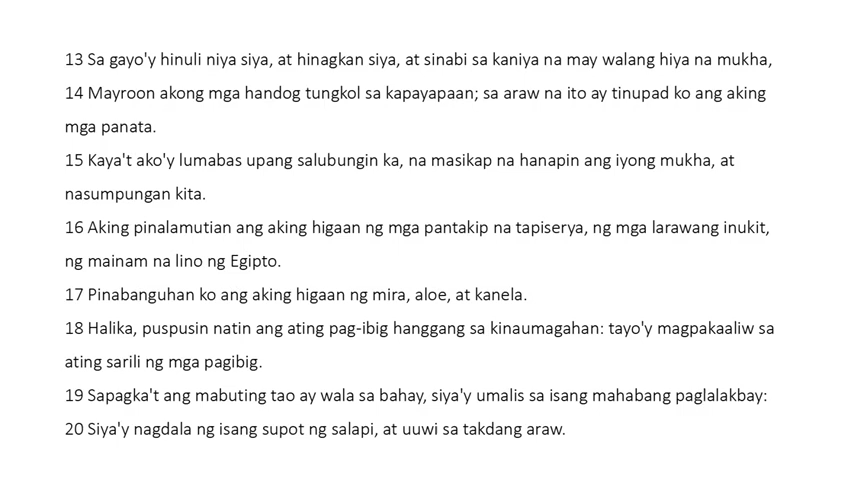 13 Sa gayo'y hinuli niya siya, at hinagkan siya, at sinabi sa kaniya na may walang hiya na mukha,
14 Mayroon akong mga handog tungkol sa kapayapaan; sa araw na ito ay tinupad ko ang aking
mga panata.
15 Kaya't ako'y lumabas upang salubungin ka, na masikap na hanapin ang iyong mukha, at
nasumpungan kita.
16 Aking pinalamutian ang aking higaan ng mga pantakip na tapiserya, ng mga larawang inukit,
ng mainam na lino ng Egipto.
17 Pinabanguhan ko ang aking higaan ng mira, aloe, at kanela.
18 Halika, puspusin natin ang ating pag-ibig hanggang sa kinaumagahan: tayo'y magpakaaliw sa
ating sarili ng mga pagibig.
19 Sapagka't ang mabuting tao ay wala sa bahay, siya'y umalis sa isang mahabang paglalakbay:
20 Siya'y nagdala ng isang supot ng salapi, at uuwi sa takdang araw.